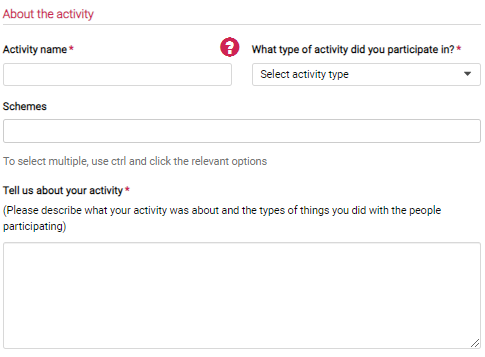 About the activity
Activity name *
?
What type of activity did you participate in? *
Select activity type
Schemes
To select multiple, use ctrl and click the relevant options
Tell us about your activity *
(Please describe what your activity was about and the types of things you did with the people
participating)